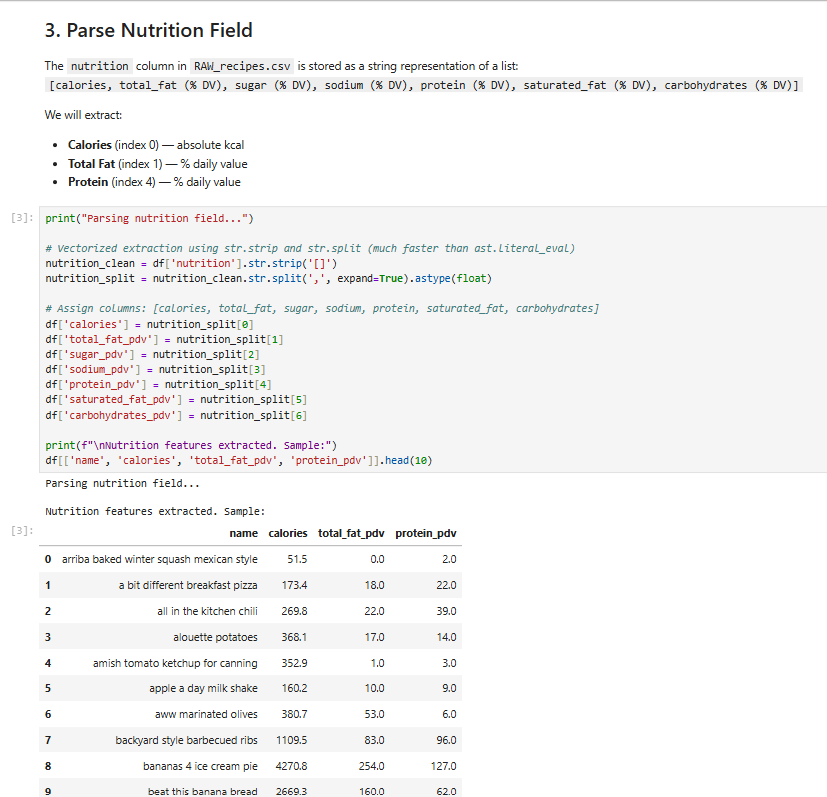 3. Parse Nutrition Field
The nutrition column in RAW_recipes.csv is stored as a string representation of a list:
[calories, total_fat (% DV), sugar (% DV), sodium (% DV), protein (% DV), saturated_fat (% DV), carbohydrates (% DV)]
We will extract:
• Calories (index 0) — absolute kcal
• Total Fat (index 1) — % daily value
• Protein (index 4) — % daily value
[3]: print("Parsing nutrition field...")
# Vectorized extraction using str.strip and str.split (much faster than ast.literal_eval)
nutrition_clean = df['nutrition'].str.strip('[]')
nutrition_split = nutrition_clean.str.split(',', expand=True).astype(float)
# Assign columns: [calories, total_fat, sugar, sodium, protein, saturated_fat, carbohydrates]
df['calories'] = nutrition_split[0]
df['total_fat_pdv'] = nutrition_split[1]
df['sugar_pdv'] = nutrition_split[2]
df['sodium_pdv'] = nutrition_split[3]
df['protein_pdv'] = nutrition_split[4]
df['saturated_fat_pdv'] = nutrition_split[5]
df['carbohydrates_pdv'] = nutrition_split[6]
print(f"\nNutrition features extracted. Sample:")
df[['name', 'calories', 'total_fat_pdv', 'protein_pdv']].head(10)
Parsing nutrition field...
Nutrition features extracted. Sample:
[3]:
name calories total_fat_pdv protein_pdv
0 arriba baked winter squash mexican style 51.5 0.0 2.0
1 a bit different breakfast pizza 173.4 18.0 22.0
2 all in the kitchen chili 269.8 22.0 39.0
3 alouette potatoes 368.1 17.0 14.0
4 amish tomato ketchup for canning 352.9 1.0 3.0
5 apple a day milk shake 160.2 10.0 9.0
6 aww marinated olives 380.7 53.0 6.0
7 backyard style barbecued ribs 1109.5 83.0 96.0
8 bananas 4 ice cream pie 4270.8 254.0 127.0
9 beat this banana bread 2669.3 160.0 62.0